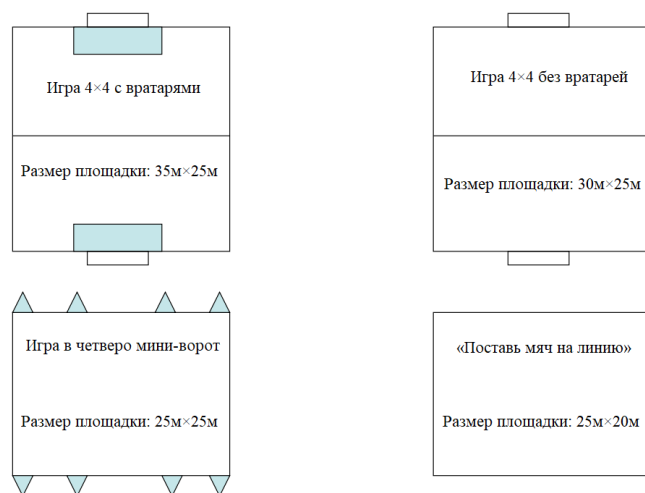 Игра 4×4 с вратарями
Размер площадки: 35м×25м
Игра 4×4 без вратарей
Размер площадки: 30м×25м
Игра в четверо мини-ворот
Размер площадки: 25м×25м
«Поставь мяч на линию»
Размер площадки: 25м×20м